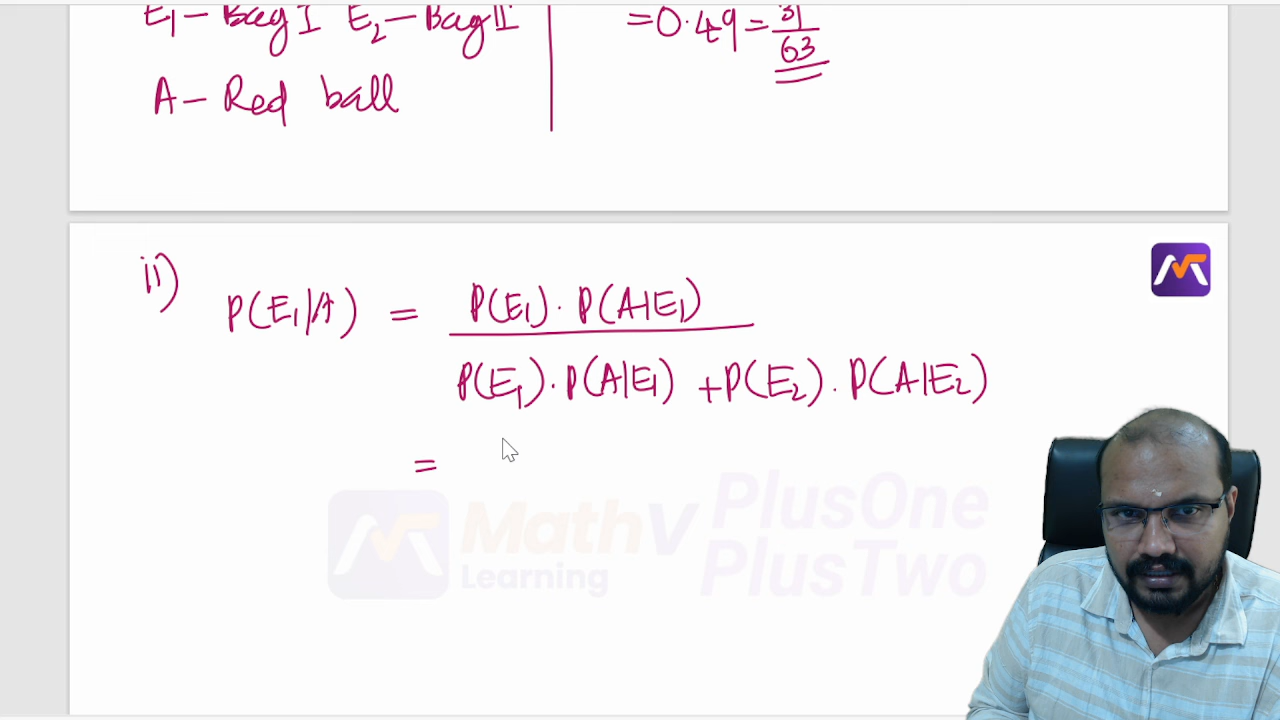 E₁ – Bag I E₂ – Bag II
= 0.49 = 31/63
A – Red ball
ii)
P(E₁|A) = P(E₁) . P(A|E₁)
P(E₁) . P(A|E₁) + P(E₂) . P(A|E₂)
=
MathV PlusOne
Learning PlusTwo